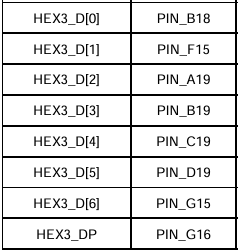 HEX3_D[0] PIN_B18
HEX3_D[1] PIN_F15
HEX3_D[2] PIN_A19
HEX3_D[3] PIN_B19
HEX3_D[4] PIN_C19
HEX3_D[5] PIN_D19
HEX3_D[6] PIN_G15
HEX3_DP PIN_G16